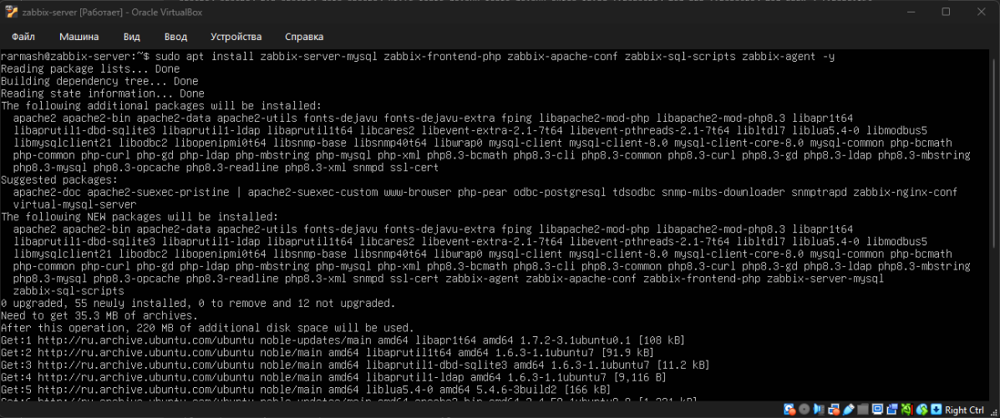 zabbix-server [Работает] - Oracle VirtualBox
Файл Машина Вид Ввод Устройства Справка
rarmash@zabbix-server:~$ sudo apt install zabbix-server-mysql zabbix-frontend-php zabbix-apache-conf zabbix-sql-scripts zabbix-agent -y
Reading package lists... Done
Building dependency tree... Done
Reading state information... Done
The following additional packages will be installed:
apache2 apache2-bin apache2-data apache2-utils fonts-dejavu fonts-dejavu-extra fping libapache2-mod-php libapache2-mod-php8.3 libapr1t64
libaprutil1-dbd-sqlite3 libaprutil1-ldap libaprutil1t64 libcares2 libevent-extra-2.1-7t64 libevent-pthreads-2.1-7t64 libltdl7 liblua5.4-0 libmodbus5
libmysqlclient21 libodbc2 libopenipmi0t64 libsnmp-base libsnmp40t64 libwrap0 mysql-client mysql-client-8.0 mysql-client-core-8.0 mysql-common php-bcmath
php-common php-curl php-gd php-ldap php-mbstring php-mysql php-xml php8.3-bcmath php8.3-cli php8.3-common php8.3-curl php8.3-gd php8.3-ldap php8.3-mbstring
php8.3-mysql php8.3-opcache php8.3-readline php8.3-xml snmpd ssl-cert
Suggested packages:
apache2-doc apache2-suexec-pristine | apache2-suexec-custom www-browser php-pear odbc-postgresql tdsodbc snmp-mibs-downloader snmptrapd zabbix-nginx-conf
virtual-mysql-server
The following NEW packages will be installed:
apache2 apache2-bin apache2-data apache2-utils fonts-dejavu fonts-dejavu-extra fping libapache2-mod-php libapache2-mod-php8.3 libapr1t64
libaprutil1-dbd-sqlite3 libaprutil1-ldap libaprutil1t64 libcares2 libevent-extra-2.1-7t64 libevent-pthreads-2.1-7t64 libltdl7 liblua5.4-0 libmodbus5
libmysqlclient21 libodbc2 libopenipmi0t64 libsnmp-base libsnmp40t64 libwrap0 mysql-client mysql-client-8.0 mysql-client-core-8.0 mysql-common php-bcmath
php-common php-curl php-gd php-ldap php-mbstring php-mysql php-xml php8.3-bcmath php8.3-cli php8.3-common php8.3-curl php8.3-gd php8.3-ldap php8.3-mbstring
php8.3-mysql php8.3-opcache php8.3-readline php8.3-xml snmpd ssl-cert zabbix-agent zabbix-apache-conf zabbix-frontend-php zabbix-server-mysql
zabbix-sql-scripts
0 upgraded, 55 newly installed, 0 to remove and 12 not upgraded.
Need to get 35.3 MB of archives.
After this operation, 220 MB of additional disk space will be used.
Get:1 http://ru.archive.ubuntu.com/ubuntu noble-updates/main amd64 libapr1t64 amd64 1.7.2-3.1ubuntu0.1 [108 kB]
Get:2 http://ru.archive.ubuntu.com/ubuntu noble/main amd64 libaprutil1t64 amd64 1.6.3-1.1ubuntu7 [91.9 kB]
Get:3 http://ru.archive.ubuntu.com/ubuntu noble/main amd64 libaprutil1-dbd-sqlite3 amd64 1.6.3-1.1ubuntu7 [11.2 kB]
Get:4 http://ru.archive.ubuntu.com/ubuntu noble/main amd64 libaprutil1-ldap amd64 1.6.3-1.1ubuntu7 [9,116 B]
Get:5 http://ru.archive.ubuntu.com/ubuntu noble/main amd64 liblua5.4-0 amd64 5.4.6-3build2 [166 kB]
Right Ctrl